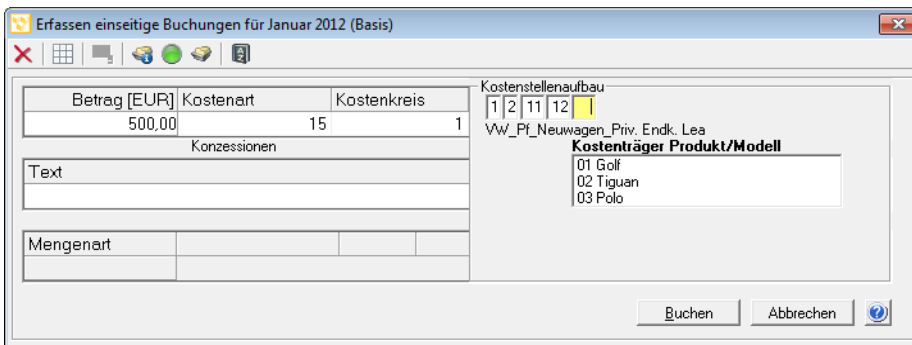 Erfassen einseitige Buchungen für Januar 2012 (Basis)
Betrag [EUR] Kostenart Kostenkreis
500,00 15 1
Konzessionen
Text
Mengenart
Kostenstellenaufbau
1 2 11 12
VW_Pf_Neuwagen_Priv. Endk. Lea
Kostenträger Produkt/Modell
01 Golf
02 Tiguan
03 Polo
Buchen Abbrechen